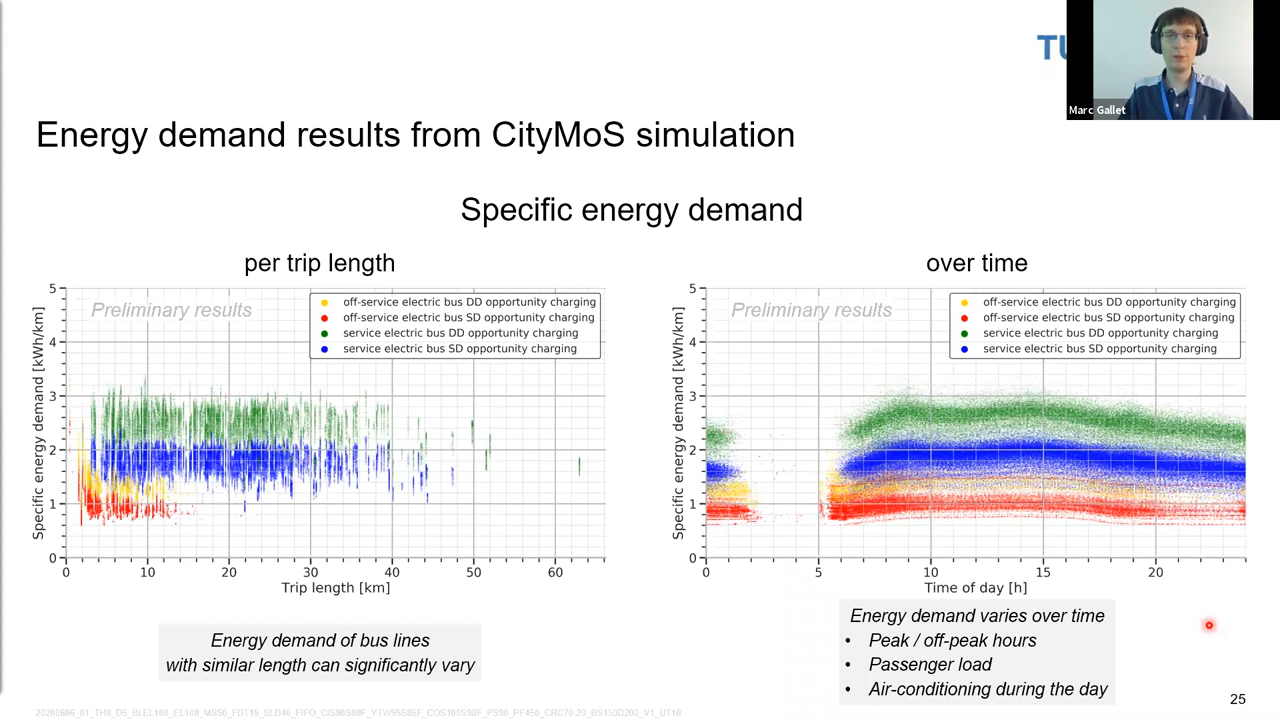 TU
Marc Gallet
Energy demand results from CityMoS simulation
Specific energy demand
per trip length
Preliminary results
off-service electric bus DD opportunity charging
off-service electric bus SD opportunity charging
service electric bus DD opportunity charging
service electric bus SD opportunity charging
Specific energy demand [kWh/km]
5
4
3
2
1
0
0 10 20 30 40 50 60
Trip length [km]
Energy demand of bus lines
with similar length can significantly vary
over time
Preliminary results
off-service electric bus DD opportunity charging
off-service electric bus SD opportunity charging
service electric bus DD opportunity charging
service electric bus SD opportunity charging
Specific energy demand [kWh/km]
5
4
3
2
1
0
0 5 10 15 20
Time of day [h]
Energy demand varies over time
• Peak / off-peak hours
• Passenger load
• Air-conditioning during the day
25